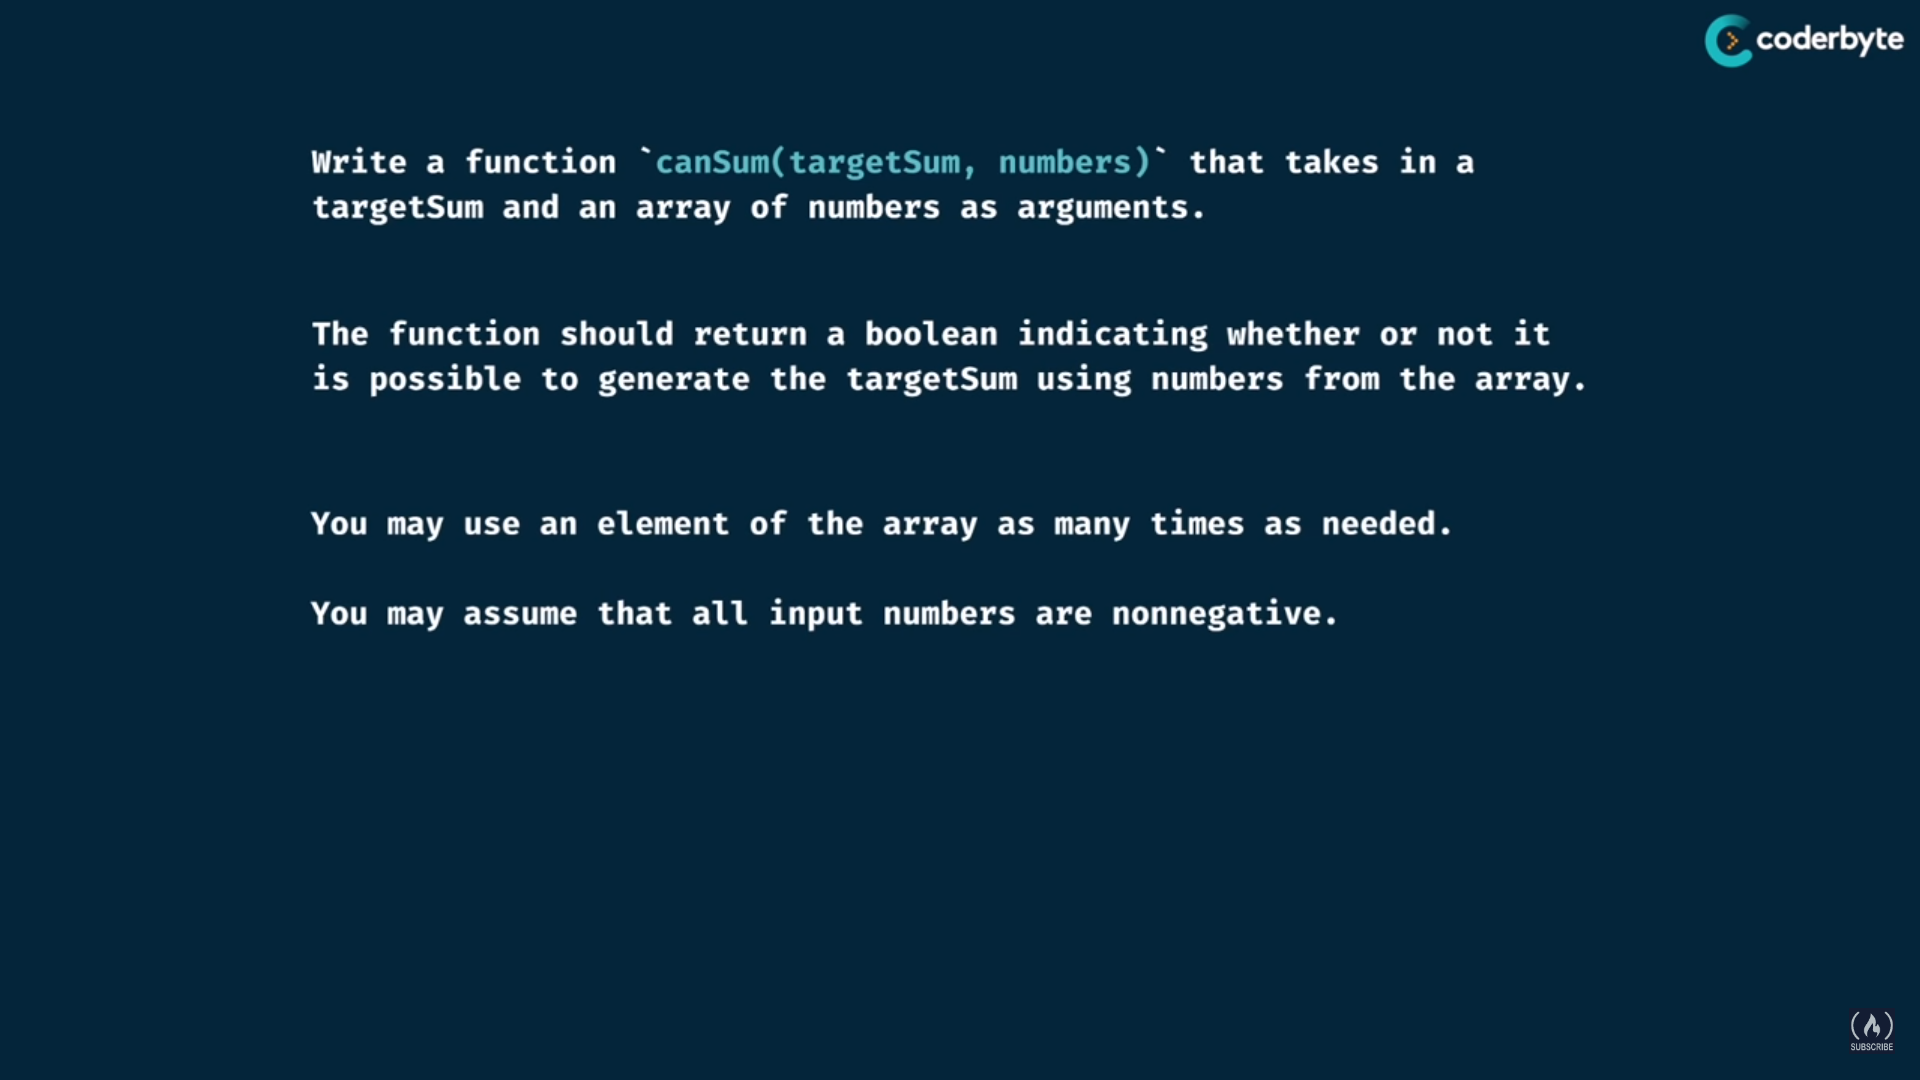 coderbyte
Write a function `canSum(targetSum, numbers)` that takes in a
targetSum and an array of numbers as arguments.
The function should return a boolean indicating whether or not it
is possible to generate the targetSum using numbers from the array.
You may use an element of the array as many times as needed.
You may assume that all input numbers are nonnegative.
SUBSCRIBE